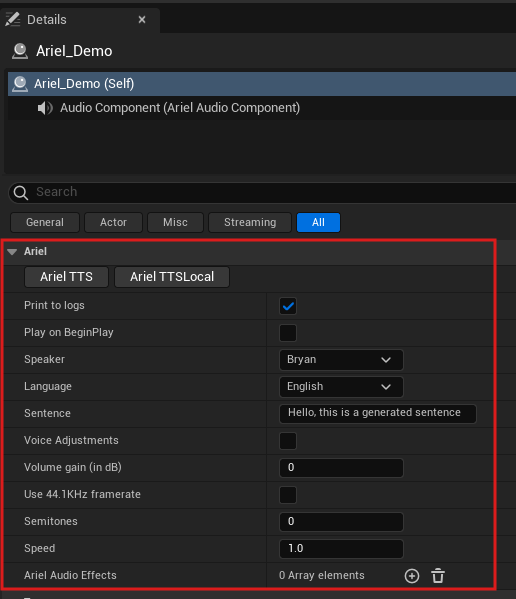 Details
Ariel_Demo
Ariel_Demo (Self)
Audio Component (Ariel Audio Component)
Search
General Actor Misc Streaming All
Ariel
Ariel TTS Ariel TTSLocal
Print to logs
Play on BeginPlay
Speaker Bryan
Language English
Sentence Hello, this is a generated sentence
Voice Adjustments
Volume gain (in dB) 0
Use 44.1KHz framerate
Semitones 0
Speed 1.0
Ariel Audio Effects 0 Array elements